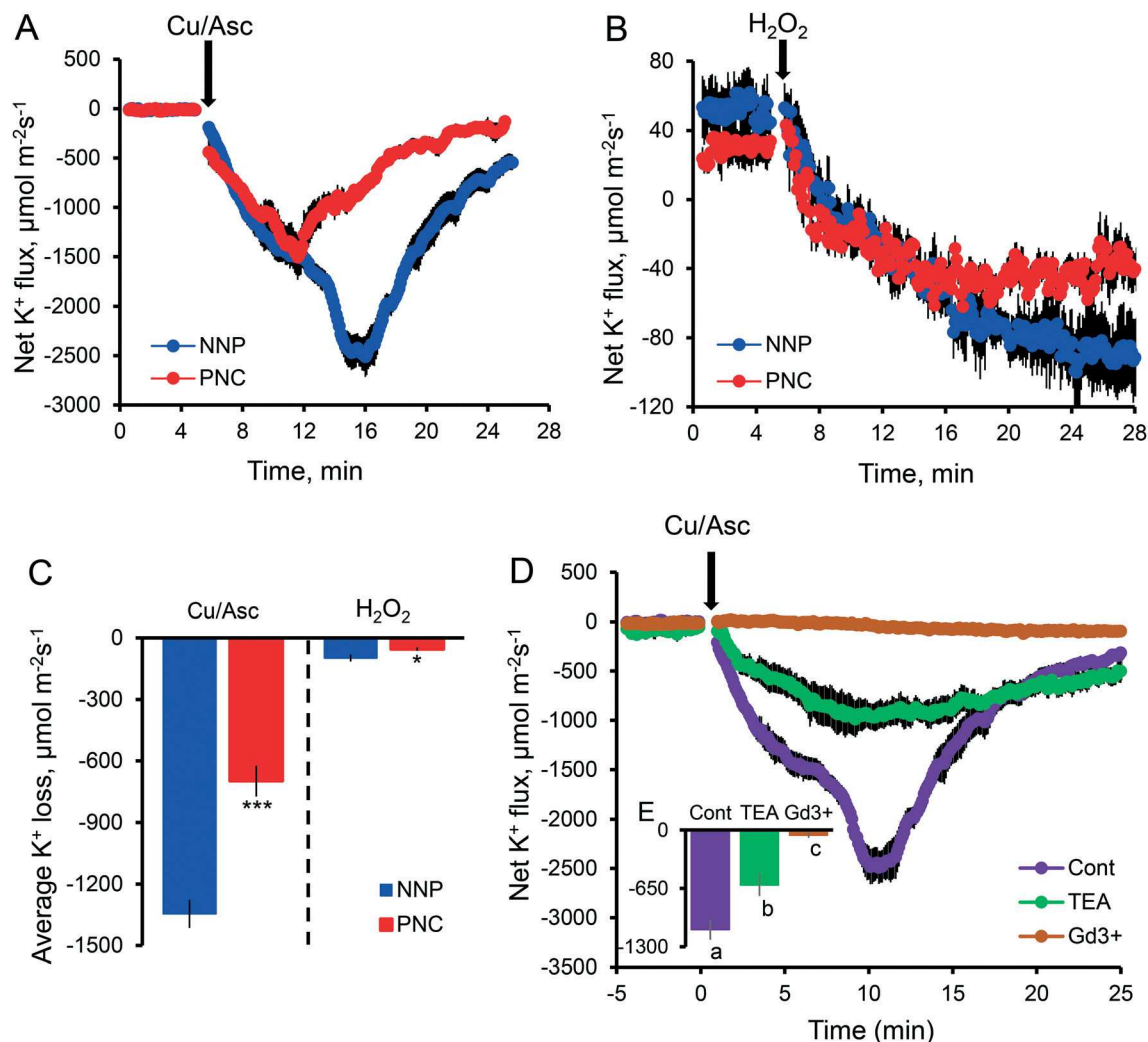 A
Cu/Asc
500
0
-500
-1000
-1500
-2000
-2500
-3000
Net K⁺ flux, µmol m⁻²s⁻¹
NNP
PNC
0 4 8 12 16 20 24 28
Time, min
B
H₂O₂
80
40
0
-40
-80
-120
Net K⁺ flux, µmol m⁻²s⁻¹
NNP
PNC
0 4 8 12 16 20 24 28
Time, min
C
Cu/Asc H₂O₂
0
-300
-600
-900
-1200
-1500
Average K⁺ loss, µmol m⁻²s⁻¹
***
*
NNP
PNC
Cu/Asc
D
500
0
-500
-1000
-1500
-2000
-2500
-3000
-3500
Net K⁺ flux, µmol m⁻²s⁻¹
E Cont TEA Gd3+
0
-650
-1300
a
b
c
Cont
TEA
Gd3+
-5 0 5 10 15 20 25
Time (min)